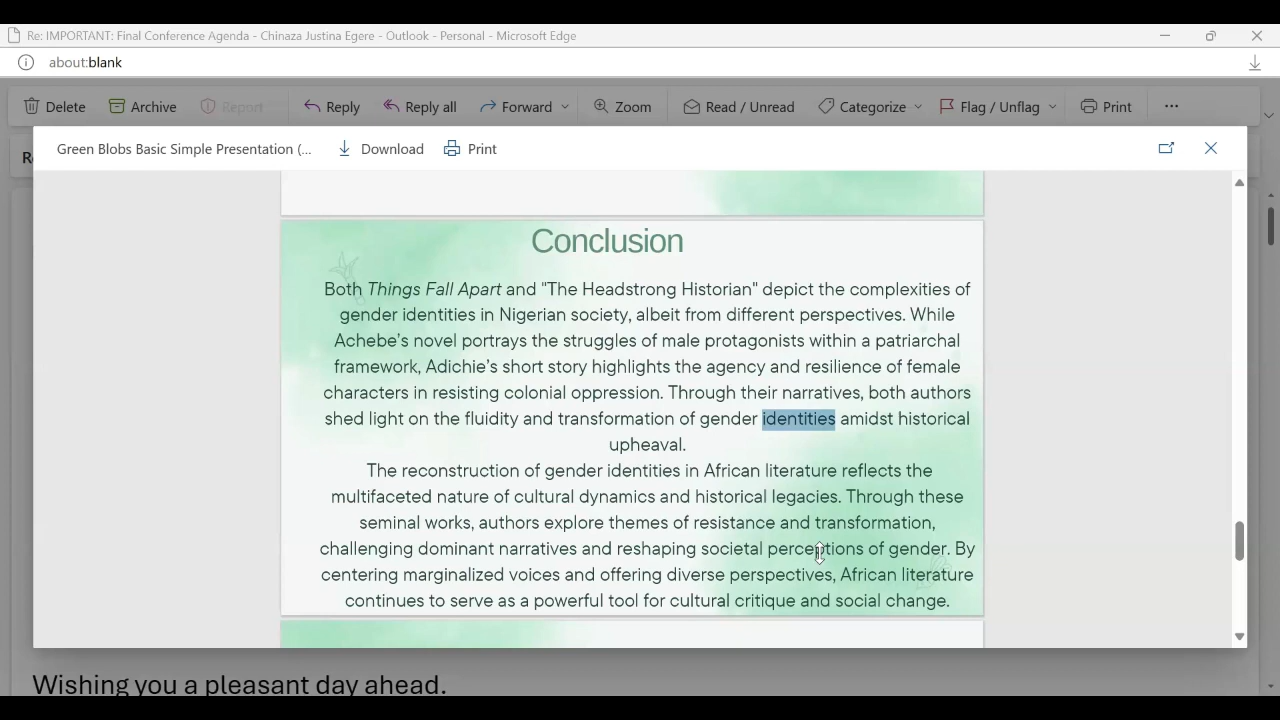 Re: IMPORTANT: Final Conference Agenda - Chinaza Justina Egere - Outlook - Personal - Microsoft Edge
about:blank
Delete Archive Report Reply Reply all Forward Zoom Read / Unread Categorize Flag / Unflag Print ...
Green Blobs Basic Simple Presentation (... Download Print
Conclusion
Both Things Fall Apart and "The Headstrong Historian" depict the complexities of
gender identities in Nigerian society, albeit from different perspectives. While
Achebe's novel portrays the struggles of male protagonists within a patriarchal
framework, Adichie's short story highlights the agency and resilience of female
characters in resisting colonial oppression. Through their narratives, both authors
shed light on the fluidity and transformation of gender identities amidst historical
upheaval.
The reconstruction of gender identities in African literature reflects the
multifaceted nature of cultural dynamics and historical legacies. Through these
seminal works, authors explore themes of resistance and transformation,
challenging dominant narratives and reshaping societal perceptions of gender. By
centering marginalized voices and offering diverse perspectives, African literature
continues to serve as a powerful tool for cultural critique and social change.
Wishing you a pleasant day ahead.